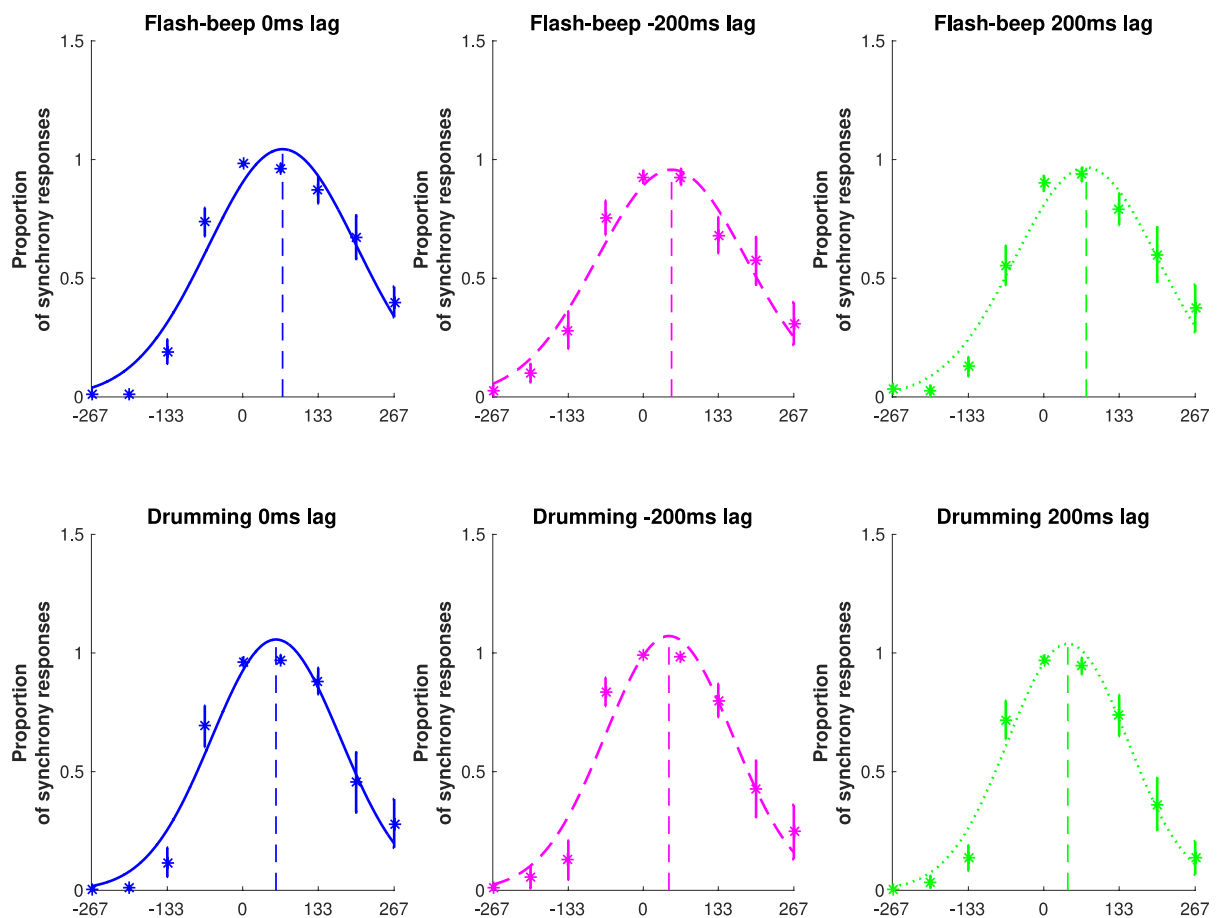 Flash-beep 0ms lag
1.5
1
0.5
0
Proportion
of synchrony responses
-267 -133 0 133 267
Flash-beep -200ms lag
1.5
1
0.5
0
Proportion
of synchrony responses
-267 -133 0 133 267
Flash-beep 200ms lag
1.5
1
0.5
0
Proportion
of synchrony responses
-267 -133 0 133 267
Drumming 0ms lag
1.5
1
0.5
0
Proportion
of synchrony responses
-267 -133 0 133 267
Drumming -200ms lag
1.5
1
0.5
0
Proportion
of synchrony responses
-267 -133 0 133 267
Drumming 200ms lag
1.5
1
0.5
0
Proportion
of synchrony responses
-267 -133 0 133 267